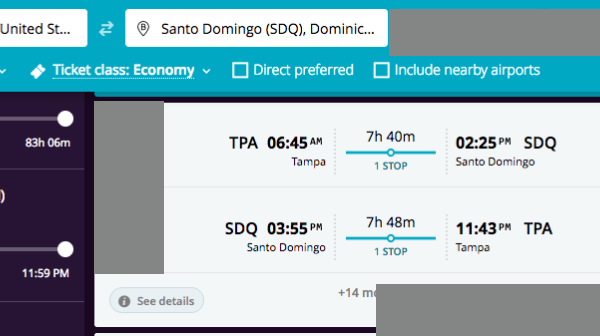 United St...
B
Santo Domingo (SDQ), Dominic...
Ticket class: Economy
Direct preferred
Include nearby airports
83h 06m
11:59 PM
TPA 06:45 AM
Tampa
7h 40m
1 STOP
02:25 PM SDQ
Santo Domingo
SDQ 03:55 PM
Santo Domingo
7h 48m
1 STOP
11:43 PM TPA
Tampa
See details
+14